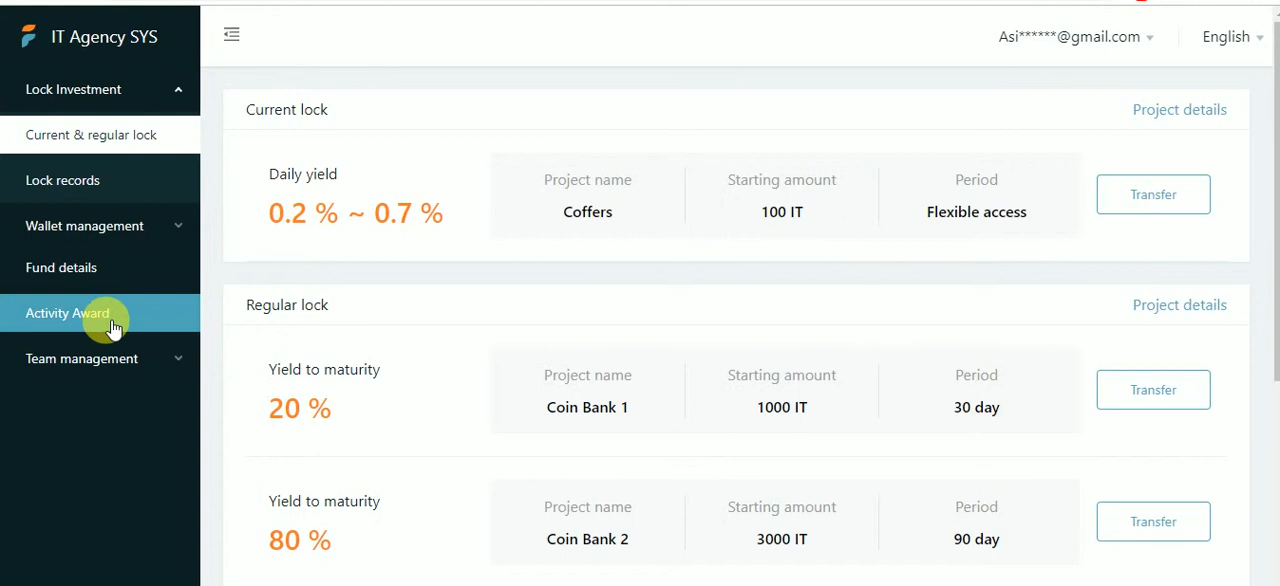 IT Agency SYS
Asi******@gmail.com
English
Lock Investment
Current & regular lock
Lock records
Wallet management
Fund details
Activity Award
Team management
Current lock
Project details
Daily yield
0.2 % ~ 0.7 %
Project name
Coffers
Starting amount
100 IT
Period
Flexible access
Transfer
Regular lock
Project details
Yield to maturity
20 %
Project name
Coin Bank 1
Starting amount
1000 IT
Period
30 day
Transfer
Yield to maturity
80 %
Project name
Coin Bank 2
Starting amount
3000 IT
Period
90 day
Transfer